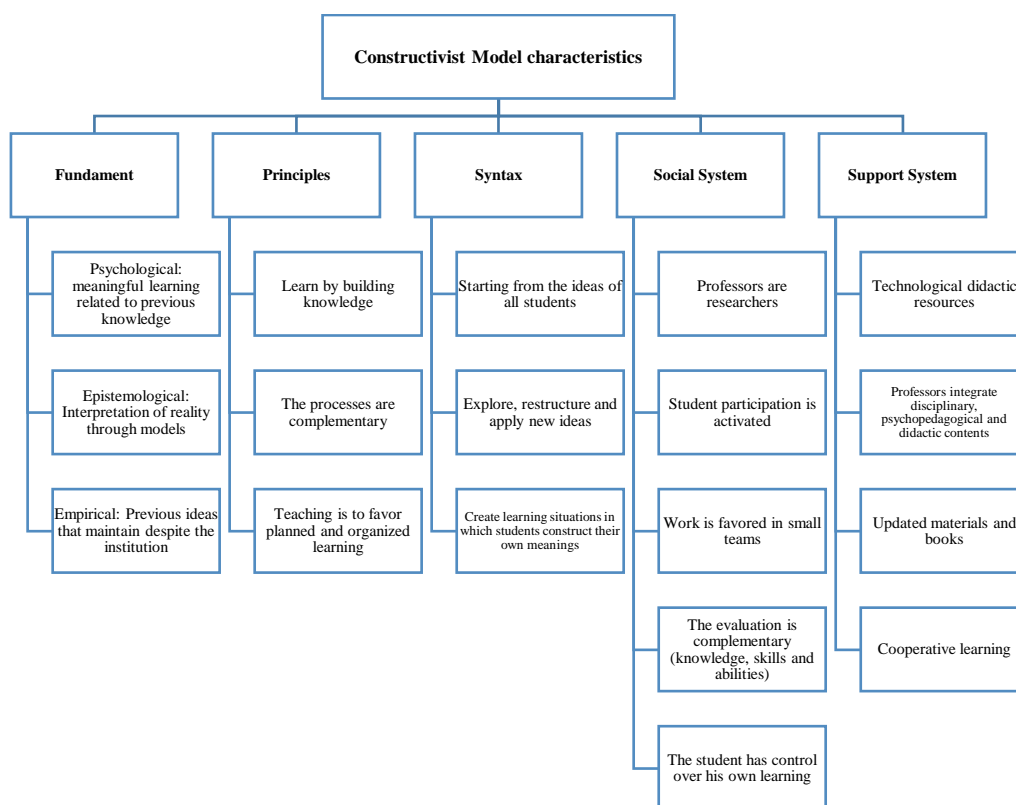 Constructivist Model characteristics
Fundament
Principles
Syntax
Social System
Support System
Psychological:
meaningful learning
related to previous
knowledge
Learn by building
knowledge
Starting from the ideas of
all students
Professors are
researchers
Technological didactic
resources
Epistemological:
Interpretation of reality
through models
The processes are
complementary
Explore, restructure and
apply new ideas
Student participation is
activated
Professors integrate
disciplinary,
psychopedagogical and
didactic contents
Empirical: Previous ideas
that maintain despite the
institution
Teaching is to favor
planned and organized
learning
Create learning situations in
which students construct their
own meanings
Work is favored in small
teams
Updated materials and
books
The evaluation is
complementary
(knowledge, skills and
abilities)
Cooperative learning
The student has control
over his own learning